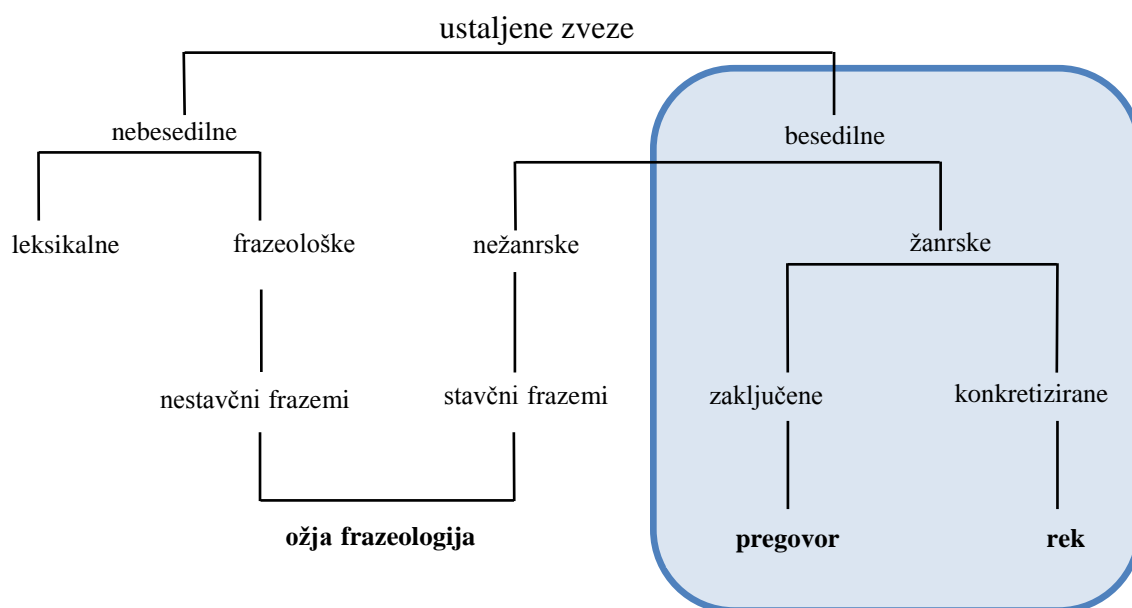 ustaljene zveze
nebesedilne
besedilne
leksikalne
frazeološke
nežanrske
žanrske
nestavčni frazemi
stavčni frazemi
zaključene
konkretizirane
ožja frazeologija
pregovor
rek